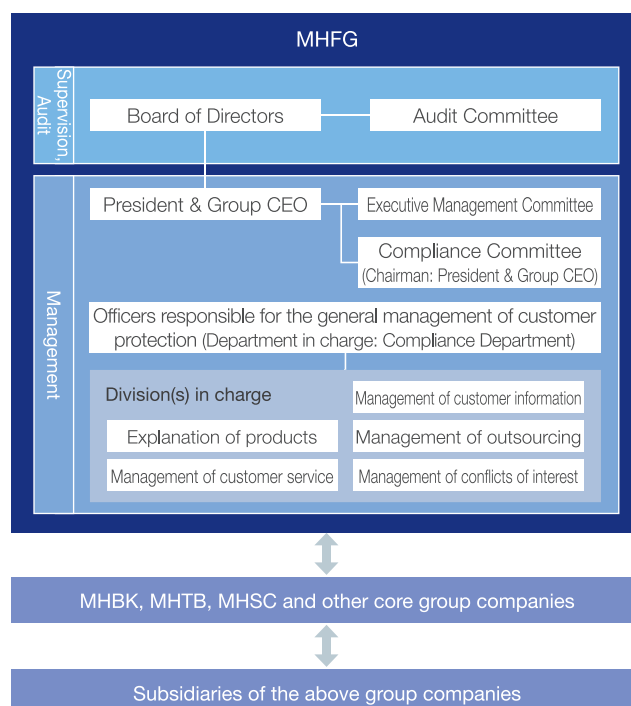 MHFG
Supervision,
Audit
Board of Directors
Audit Committee
Management
President & Group CEO
Executive Management Committee
Compliance Committee
(Chairman: President & Group CEO)
Officers responsible for the general management of customer
protection (Department in charge: Compliance Department)
Division(s) in charge
Management of customer information
Explanation of products
Management of outsourcing
Management of customer service
Management of conflicts of interest
MHBK, MHTB, MHSC and other core group companies
Subsidiaries of the above group companies